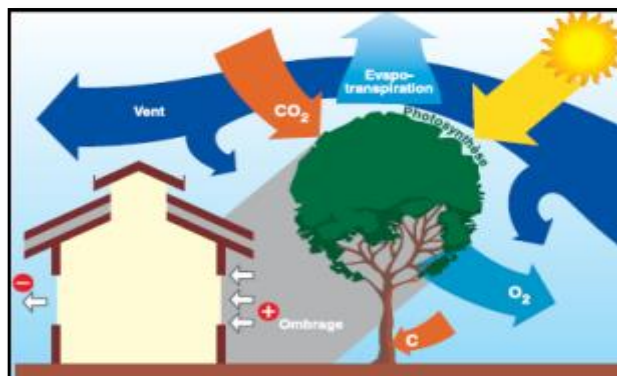 Evapo-
transpiration
CO₂
Vent
Photosynthèse
O₂
+
Ombrage
C